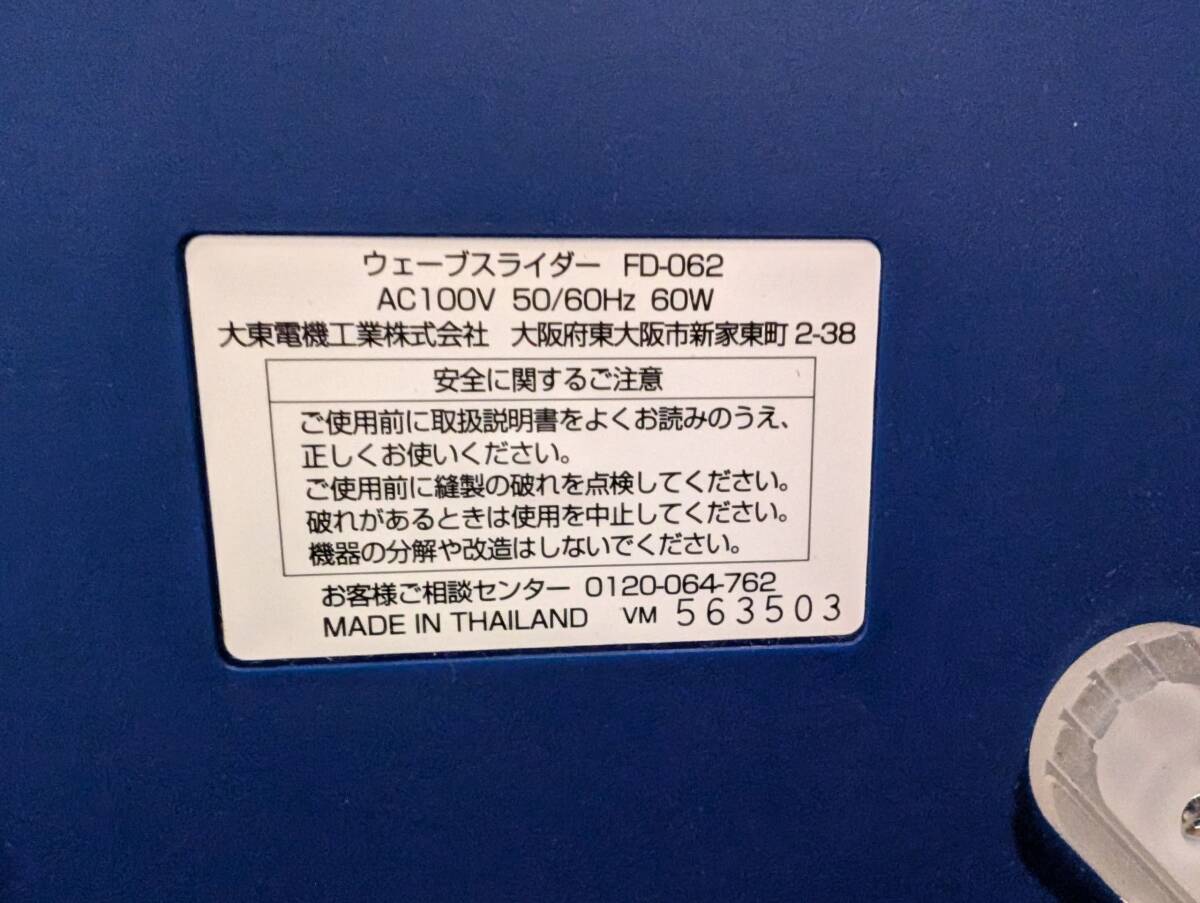 ウェーブスライダー FD-062
AC100V 50/60Hz 60W
大東電機工業株式会社 大阪府東大阪市新家東町2-38
安全に関するご注意
ご使用前に取扱説明書をよくお読みのうえ、
正しくお使いください。
ご使用前に縫製の破れを点検してください。
破れがあるときは使用を中止してください。
機器の分解や改造はしないでください。
お客様ご相談センター 0120-064-762
MADE IN THAILAND VM 563503